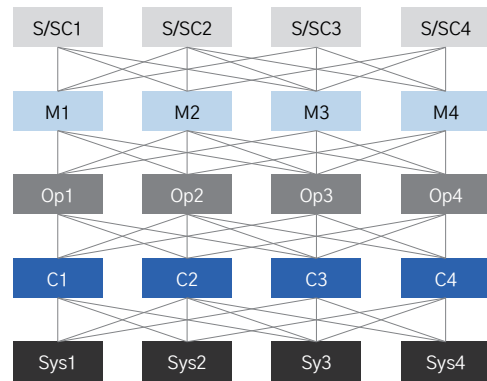 S/SC1 S/SC2 S/SC3 S/SC4
M1 M2 M3 M4
Op1 Op2 Op3 Op4
C1 C2 C3 C4
Sys1 Sys2 Sy3 Sys4